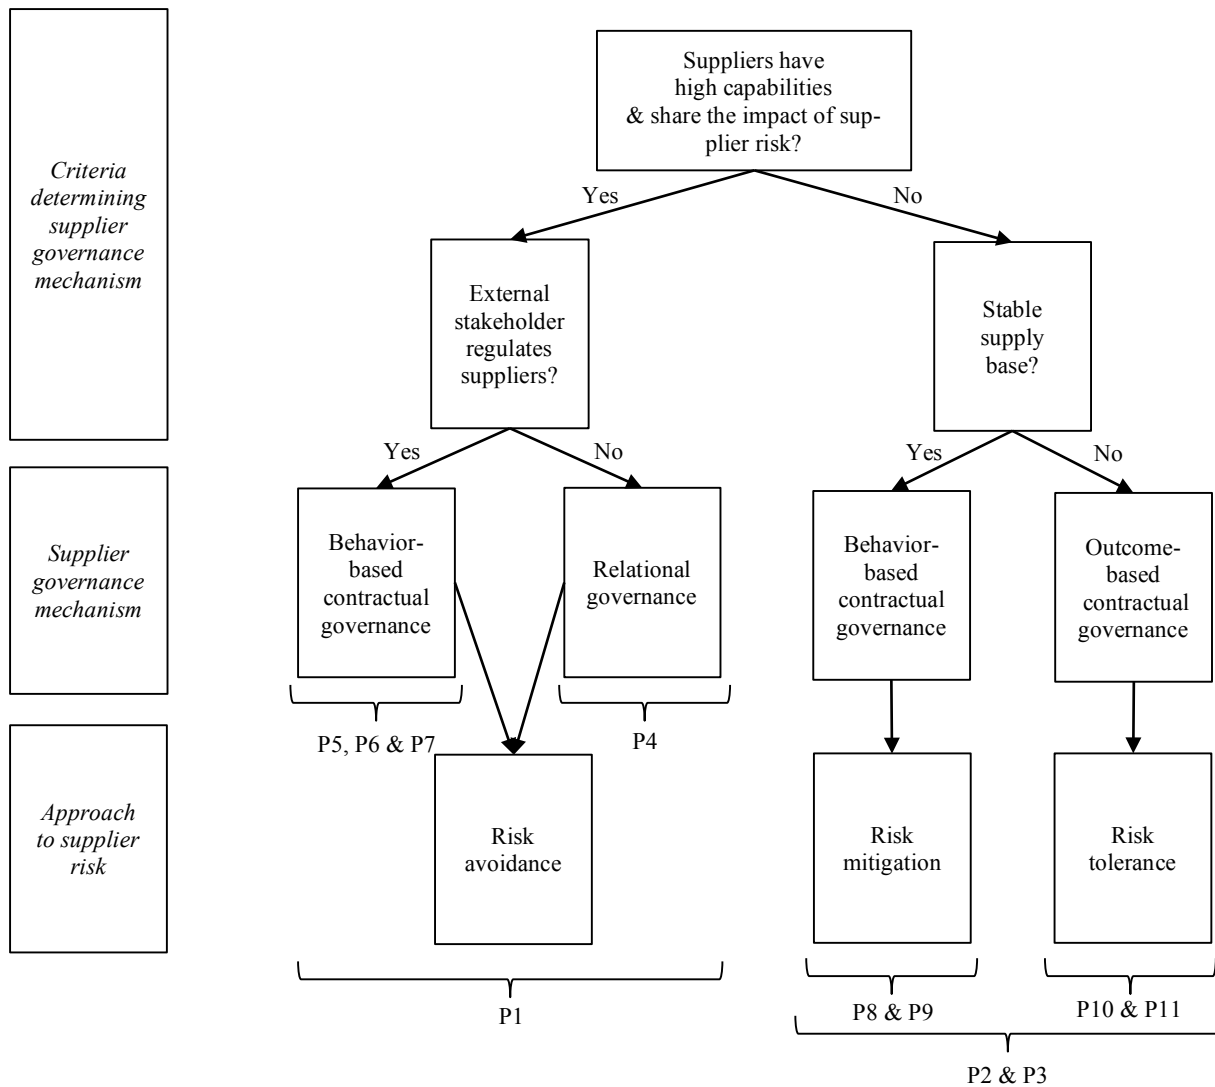 Criteria
determining
supplier
governance
mechanism
Suppliers have
high capabilities
& share the impact of sup-
plier risk?
Yes
No
External
stakeholder
regulates
suppliers?
Stable
supply
base?
Yes
No
Yes
No
Supplier
governance
mechanism
Behavior-
based
contractual
governance
Relational
governance
Behavior-
based
contractual
governance
Outcome-
based
contractual
governance
P5, P6 & P7
P4
Approach
to supplier
risk
Risk
avoidance
Risk
mitigation
Risk
tolerance
P1
P8 & P9
P10 & P11
P2 & P3